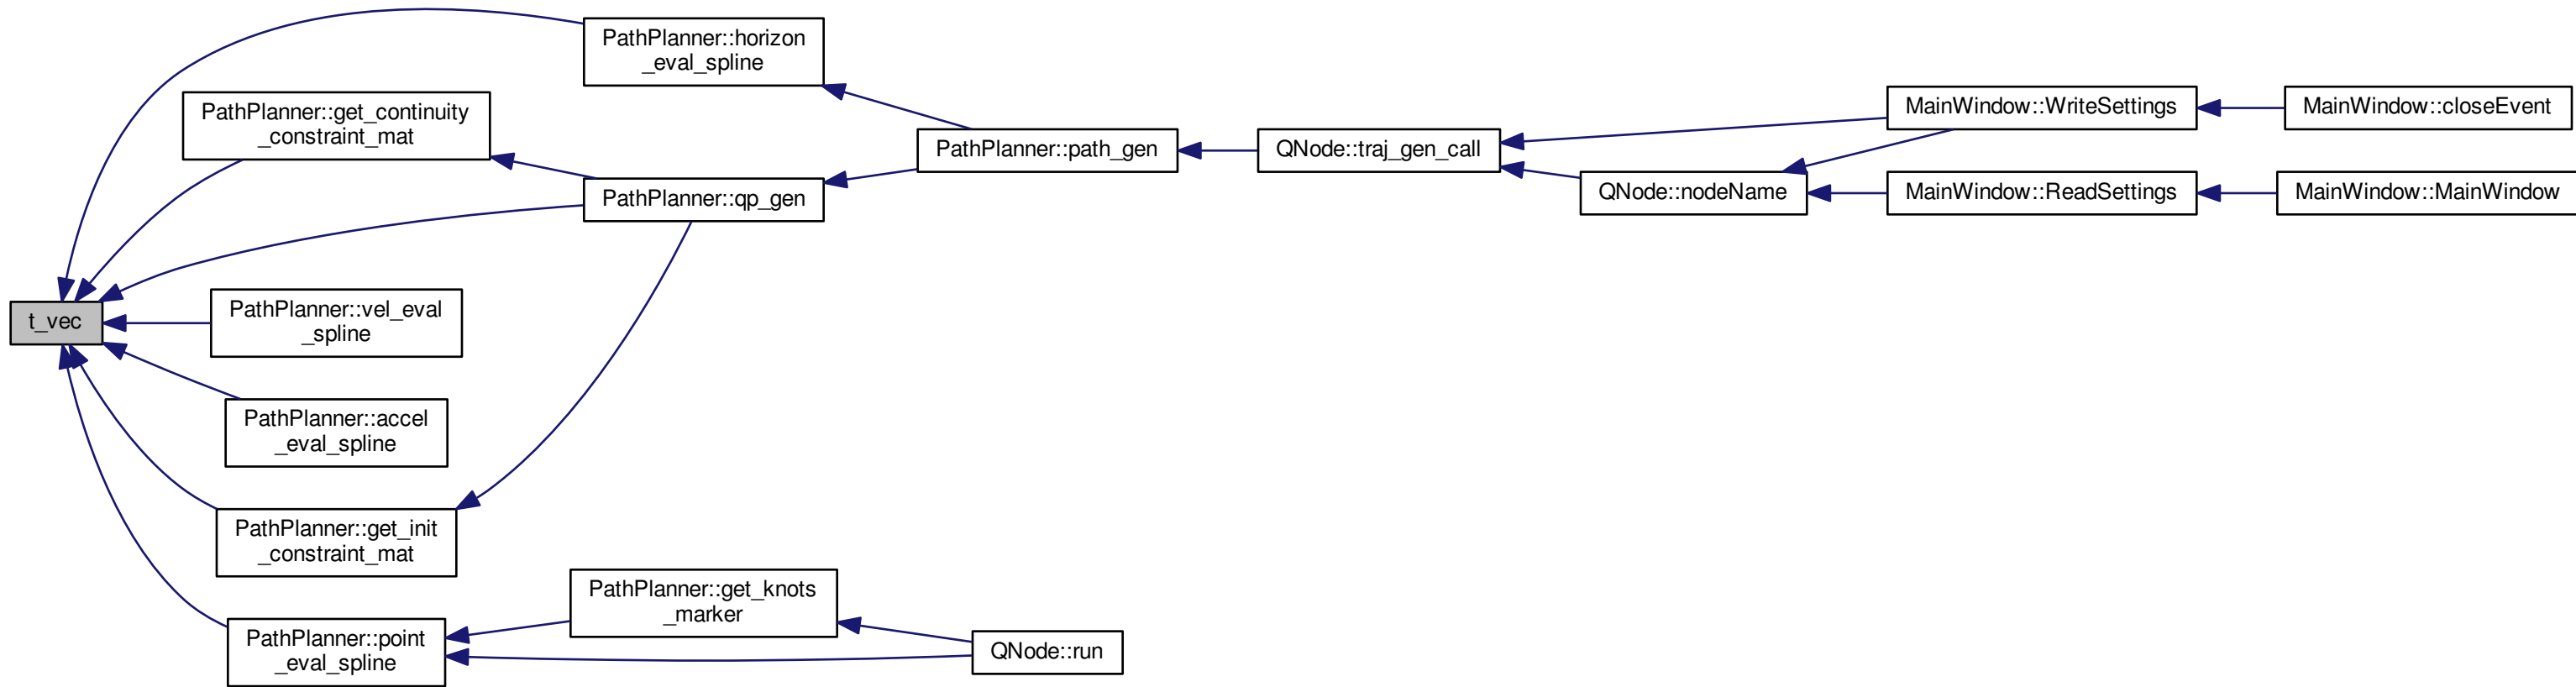 PathPlanner::horizon
_eval_spline
PathPlanner::get_continuity
_constraint_mat
MainWindow::WriteSettings
MainWindow::closeEvent
PathPlanner::path_gen
QNode::traj_gen_call
PathPlanner::qp_gen
QNode::nodeName
MainWindow::ReadSettings
MainWindow::MainWindow
t_vec
PathPlanner::vel_eval
_spline
PathPlanner::accel
_eval_spline
PathPlanner::get_init
_constraint_mat
PathPlanner::get_knots
_marker
PathPlanner::point
_eval_spline
QNode::run